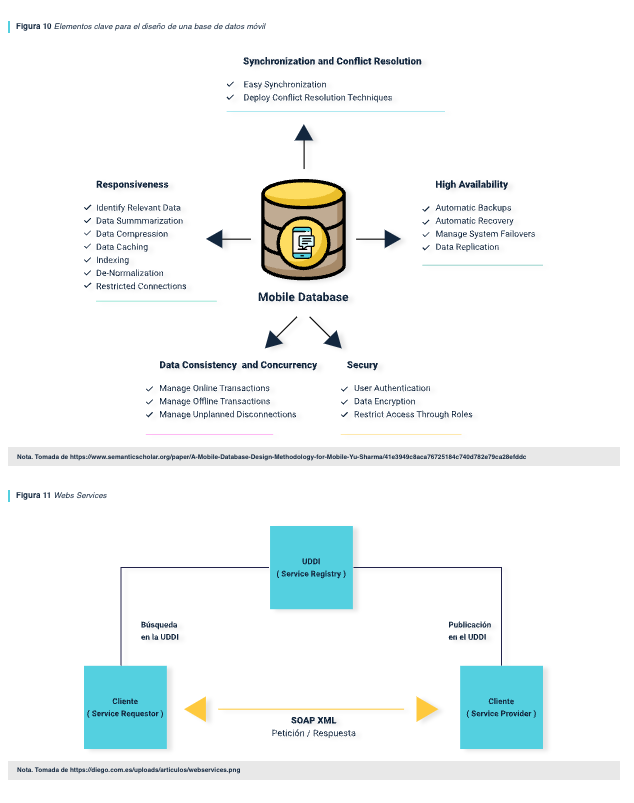 Figura 10 Elementos clave para el diseño de una base de datos móvil
Synchronization and Conflict Resolution
Easy Synchronization
Deploy Conflict Resolution Techniques
Responsiveness
Identify Relevant Data
Data Summmarization
Data Compression
Data Caching
Indexing
De-Normalization
Restricted Connections
High Availability
Automatic Backups
Automatic Recovery
Manage System Failovers
Data Replication
Mobile Database
Data Consistency and Concurrency
Manage Online Transactions
Manage Offline Transactions
Manage Unplanned Disconnections
Secury
User Authentication
Data Encryption
Restrict Access Through Roles
Nota. Tomada de https://www.semanticscholar.org/paper/A-Mobile-Database-Design-Methodology-for-Mobile-Yu-Sharma/41e3949c8aca76725184c740d782e79ca28efddc
Figura 11 Webs Services
UDDI
( Service Registry )
Búsqueda
en la UDDI
Publicación
en el UDDI
Cliente
( Service Requestor )
Cliente
( Service Provider )
SOAP XML
Petición / Respuesta
Nota. Tomada de https://diego.com.es/uploads/articulos/webservices.png